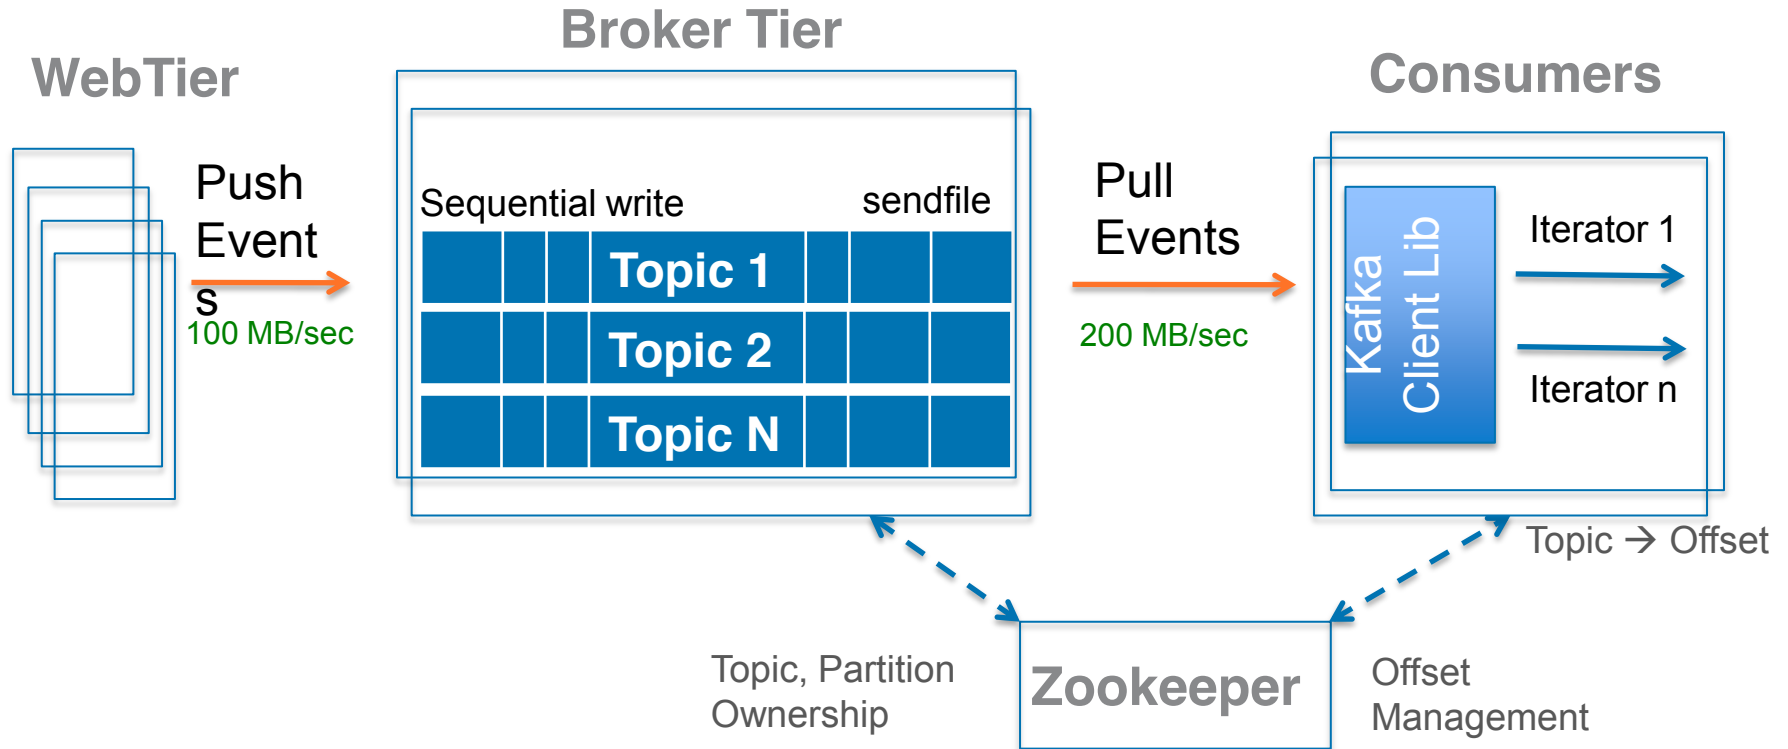 Broker Tier
WebTier
Consumers
Push
Event
s
100 MB/sec
Sequential write
sendfile
Topic 1
Topic 2
Topic N
Pull
Events
200 MB/sec
Kafka
Client Lib
Iterator 1
Iterator n
Topic → Offset
Topic, Partition
Ownership
Zookeeper
Offset
Management